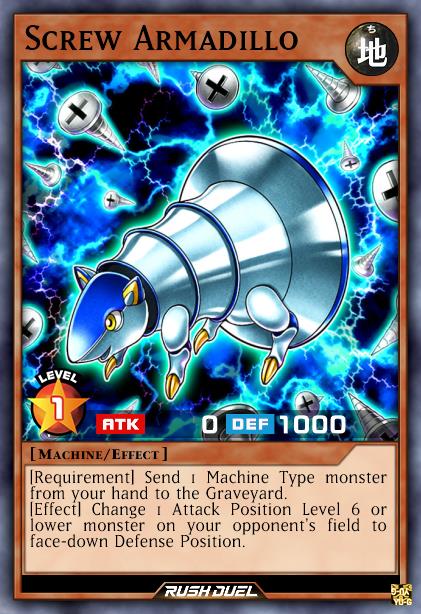 SCREW ARMADILLO
ち
地
LEVEL
1
ATK 0 DEF 1000
[MACHINE/EFFECT]
[Requirement] Send 1 Machine Type monster
from your hand to the Graveyard.
[Effect] Change 1 Attack Position Level 6 or
lower monster on your opponent's field to
face-down Defense Position.
RUSH DUEL